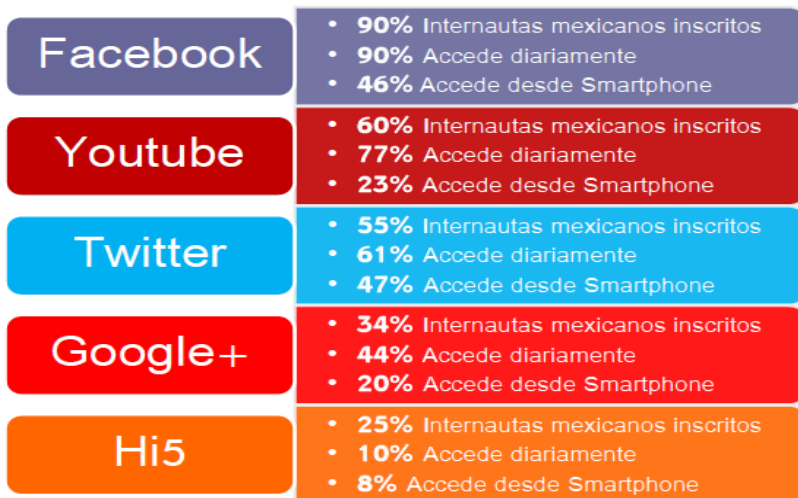 Facebook
• 90% Internautas mexicanos inscritos
• 90% Accede diariamente
• 46% Accede desde Smartphone
Youtube
• 60% Internautas mexicanos inscritos
• 77% Accede diariamente
• 23% Accede desde Smartphone
Twitter
• 55% Internautas mexicanos inscritos
• 61% Accede diariamente
• 47% Accede desde Smartphone
Google+
• 34% Internautas mexicanos inscritos
• 44% Accede diariamente
• 20% Accede desde Smartphone
Hi5
• 25% Internautas mexicanos inscritos
• 10% Accede diariamente
• 8% Accede desde Smartphone